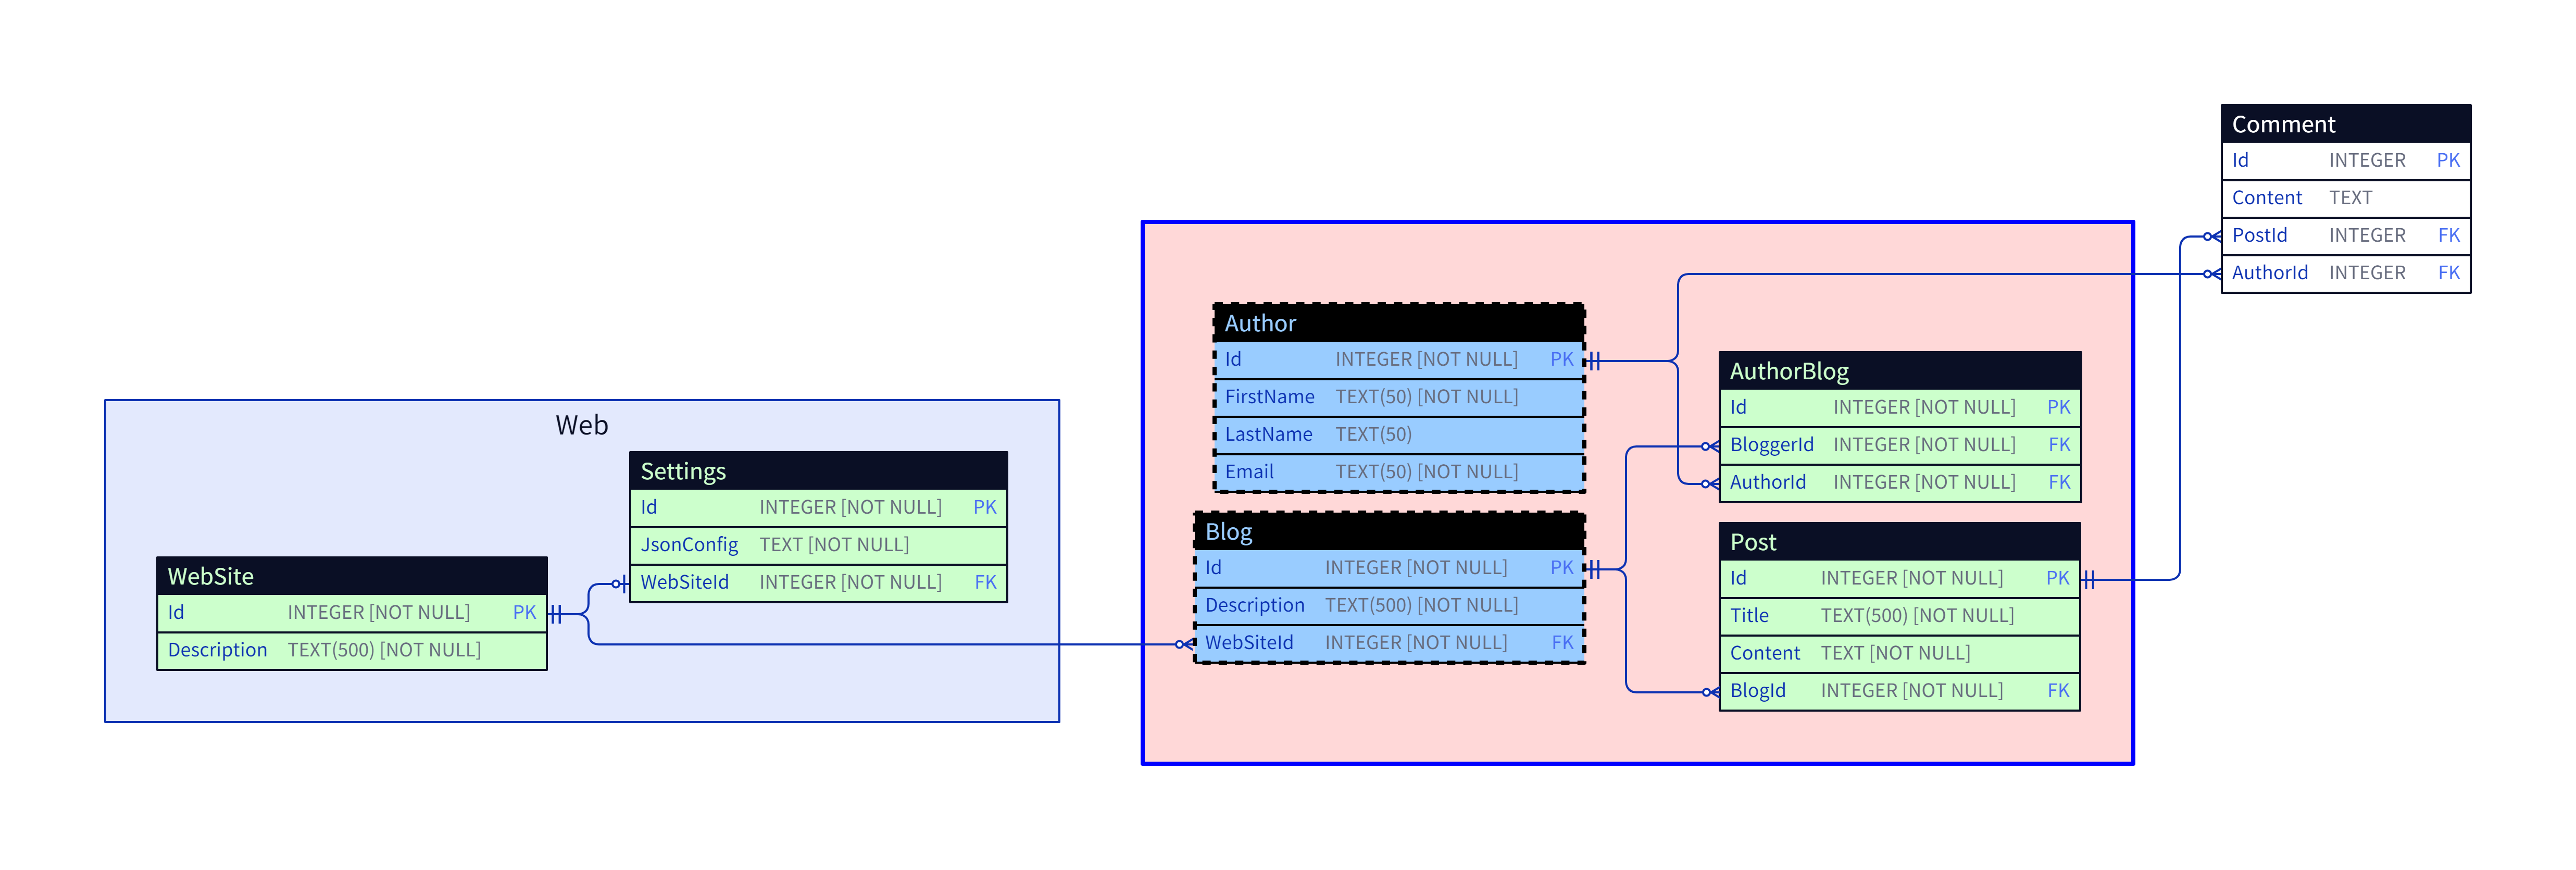 Web
WebSite
Id INTEGER [NOT NULL] PK
Description TEXT(500) [NOT NULL]
Settings
Id INTEGER [NOT NULL] PK
JsonConfig TEXT [NOT NULL]
WebSiteId INTEGER [NOT NULL] FK
Author
Id INTEGER [NOT NULL] PK
FirstName TEXT(50) [NOT NULL]
LastName TEXT(50)
Email TEXT(50) [NOT NULL]
Blog
Id INTEGER [NOT NULL] PK
Description TEXT(500) [NOT NULL]
WebSiteId INTEGER [NOT NULL] FK
AuthorBlog
Id INTEGER [NOT NULL] PK
BloggerId INTEGER [NOT NULL] FK
AuthorId INTEGER [NOT NULL] FK
Post
Id INTEGER [NOT NULL] PK
Title TEXT(500) [NOT NULL]
Content TEXT [NOT NULL]
BlogId INTEGER [NOT NULL] FK
Comment
Id INTEGER PK
Content TEXT
PostId INTEGER FK
AuthorId INTEGER FK